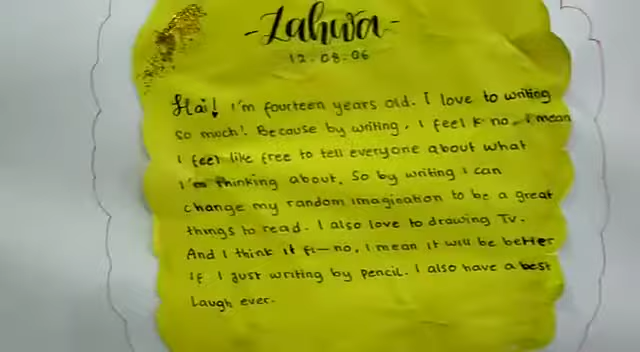 -Zahwa-
12-08-06
Hai! I'm fourteen years old. I love to writing
so much! Because by writing, I feel k no, I mean
I feel like free to tell everyone about what
I'm thinking about. So by writing I can
change my random imagination to be a great
things to read. I also love to drawing Tv.
And I think it fi—no, I mean it will be better
if I just writing by pencil. I also have a best
laugh ever.